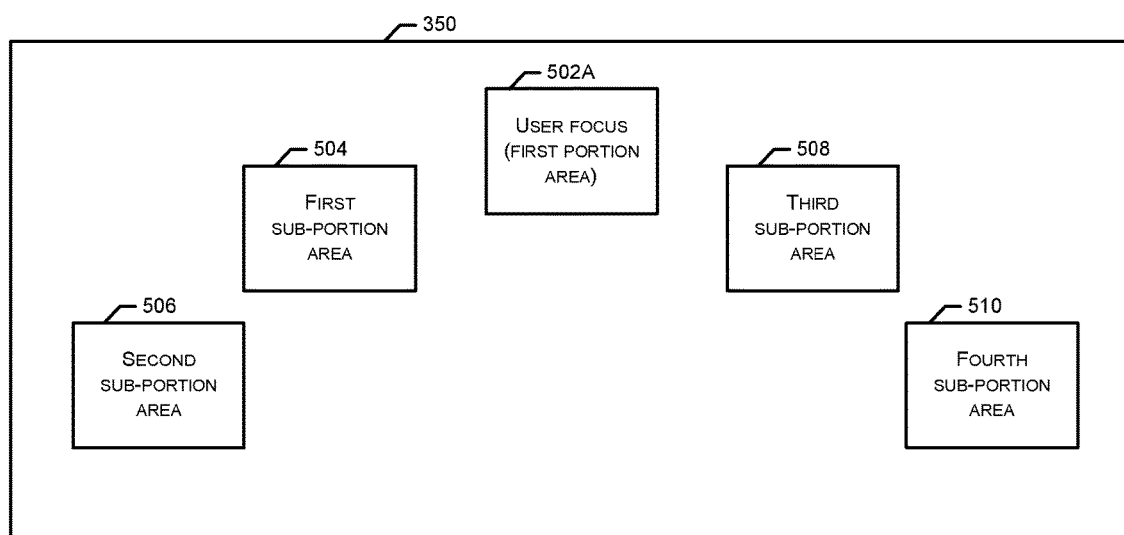 350
502A
USER FOCUS
(FIRST PORTION
AREA)
504
FIRST
SUB-PORTION
AREA
508
THIRD
SUB-PORTION
AREA
506
SECOND
SUB-PORTION
AREA
510
FOURTH
SUB-PORTION
AREA